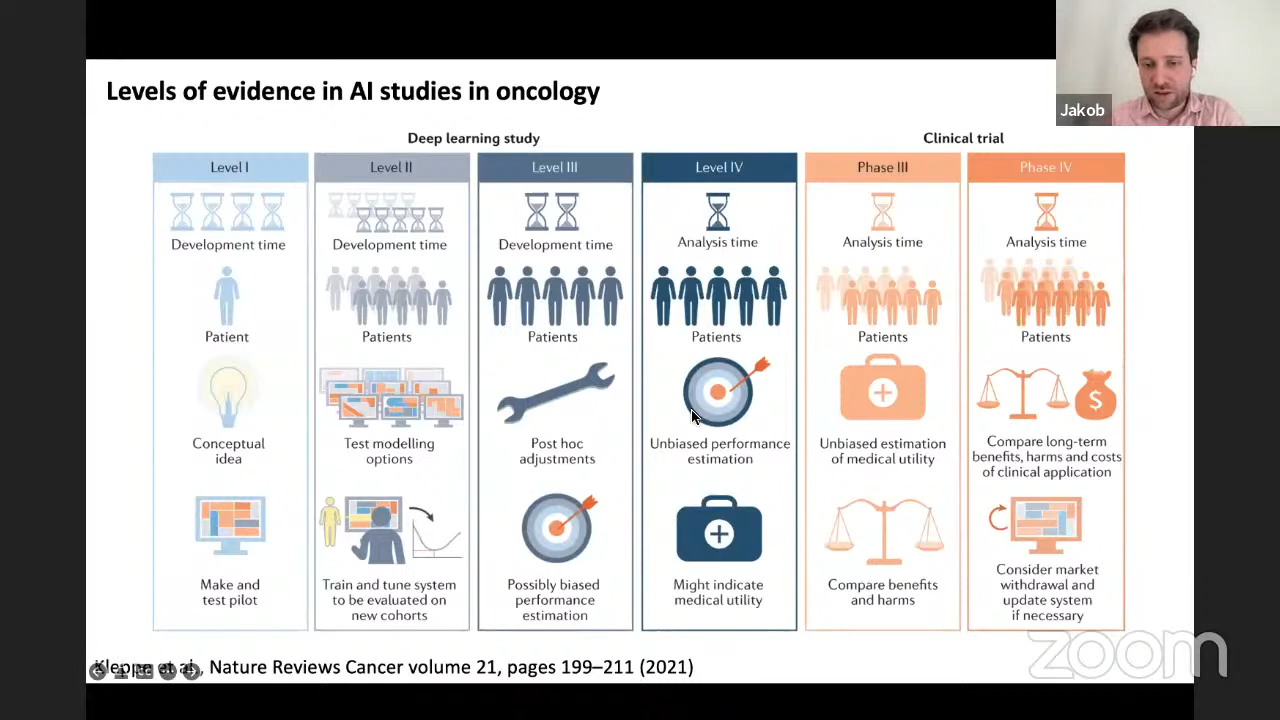 Levels of evidence in AI studies in oncology
Jakob
Deep learning study
Clinical trial
Level I
Level II
Level III
Level IV
Phase III
Phase IV
Development time
Development time
Development time
Analysis time
Analysis time
Analysis time
Patient
Patients
Patients
Patients
Patients
Patients
Conceptual
idea
Test modelling
options
Post hoc
adjustments
Unbiased performance
estimation
Unbiased estimation
of medical utility
Compare long-term
benefits, harms and costs
of clinical application
$
Make and
test pilot
Train and tune system
to be evaluated on
new cohorts
Possibly biased
performance
estimation
Might indicate
medical utility
Compare benefits
and harms
Consider market
withdrawal and
update system
if necessary
Kleppe et al., Nature Reviews Cancer volume 21, pages 199–211 (2021)
zoom